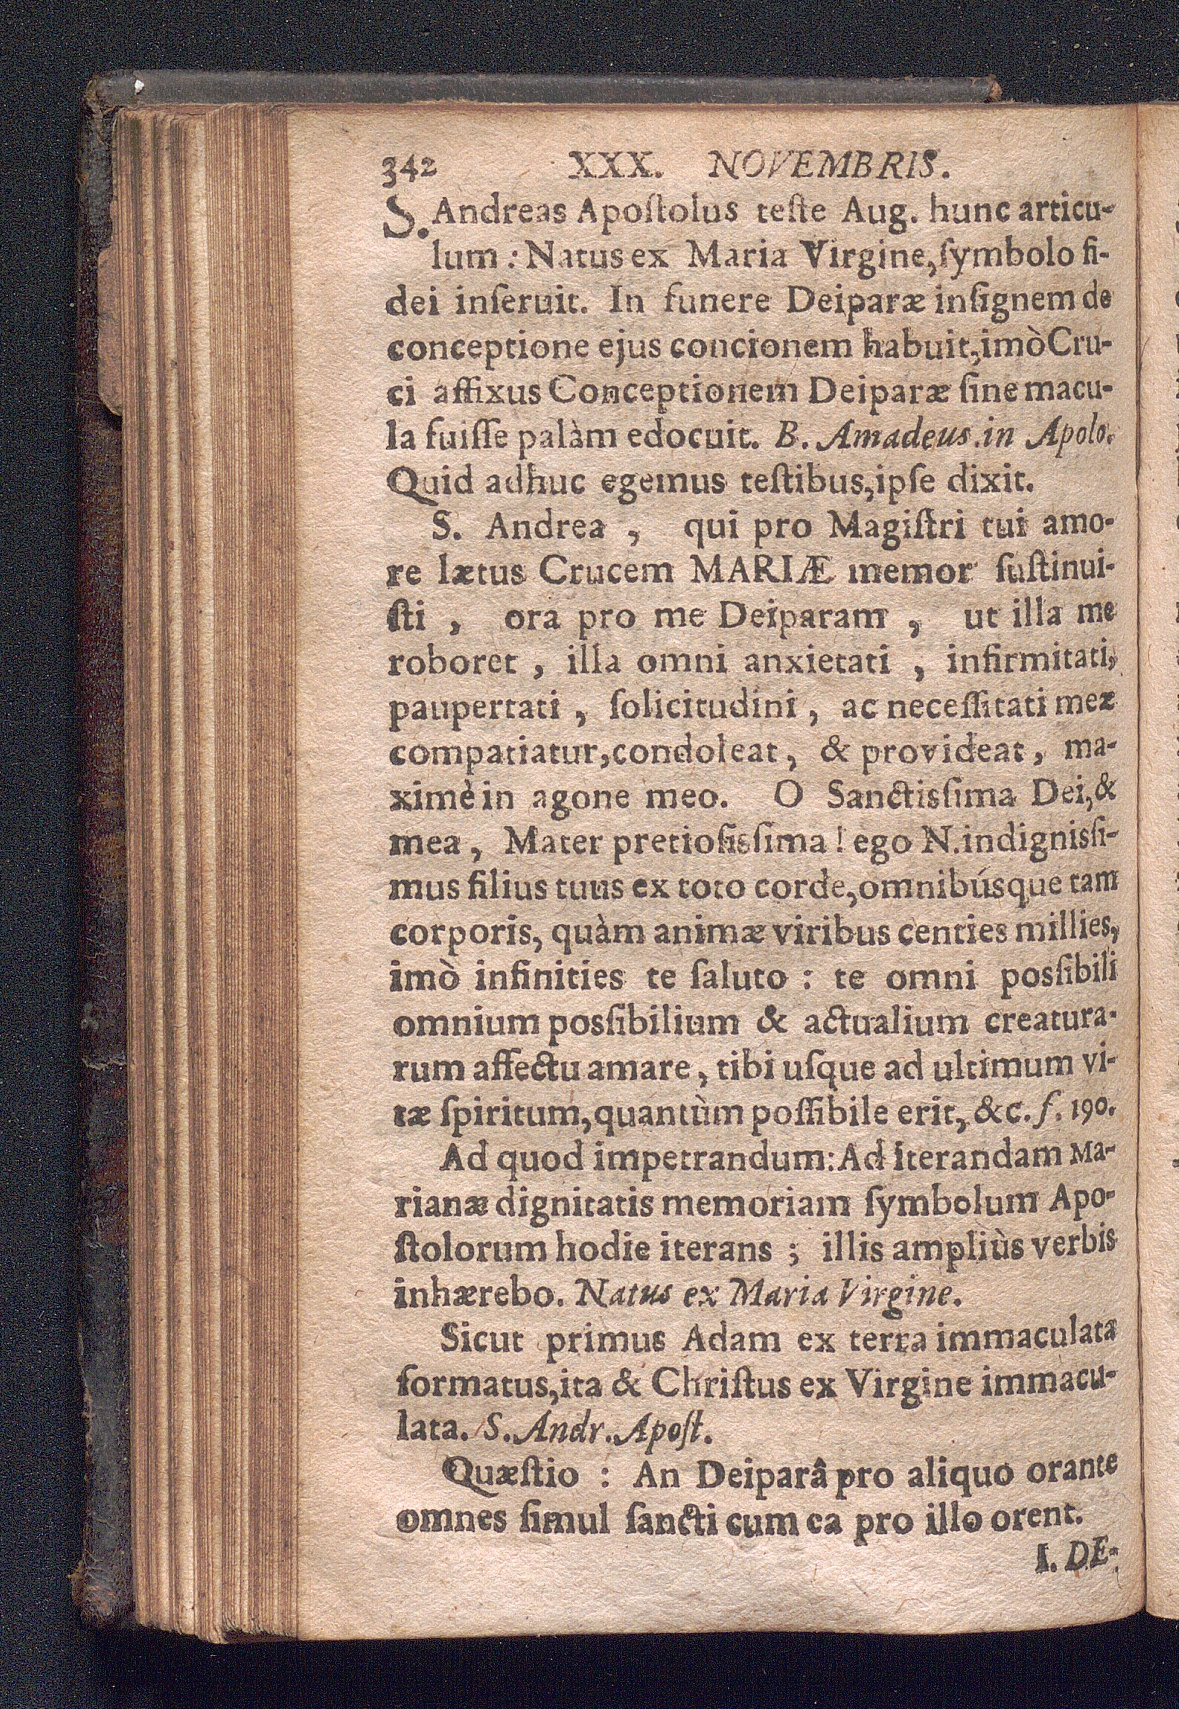 342 XXX. NOVEMBRIS.
S. Andreas Apoſtolus teſte Aug. hunc articu-
lum : Natus ex Maria Virgine, ſymbolo fi-
dei inſeruit. In funere Deiparæ inſignem de
conceptione ejus concionem habuit, imò Cru-
ci affixus Conceptionem Deiparæ ſine macu-
la fuiſſe palàm edocuit. B. Amadeus. in Apolo.
Quid adhuc egemus teſtibus, ipſe dixit.
S. Andrea , qui pro Magiſtri tui amo-
re lætus Crucem MARIÆ memor ſuſtinui-
ſti , ora pro me Deiparam , ut illa me
roboret , illa omni anxietati , infirmitati,
paupertati , ſolicitudini , ac neceſſitati meæ
compatiatur, condoleat , & provideat , ma-
ximè in agone meo. O Sanctisſima Dei, &
mea , Mater pretioſisſima ! ego N. indignisſi-
mus filius tuus ex toto corde, omnibúsque tam
corporis, quàm animæ viribus centies millies,
imò infinities te ſaluto : te omni posſibili
omnium posſibilium & actualium creatura-
rum affectu amare , tibi uſque ad ultimum vi-
tæ ſpiritum, quantùm poſſibile erit, &c. f. 190.
Ad quod impetrandum: Ad iterandam Ma-
rianæ dignitatis memoriam ſymbolum Apo-
ſtolorum hodie iterans ; illis ampliùs verbis
inhærebo. Natus ex Maria Virgine.
Sicut primus Adam ex terra immaculata
formatus, ita & Chriſtus ex Virgine immacu-
lata. S. Andr. Apoſt.
Quæſtio : An Deiparâ pro aliquo orante
omnes ſimul ſancti cum ea pro illo orent.
I. DE-